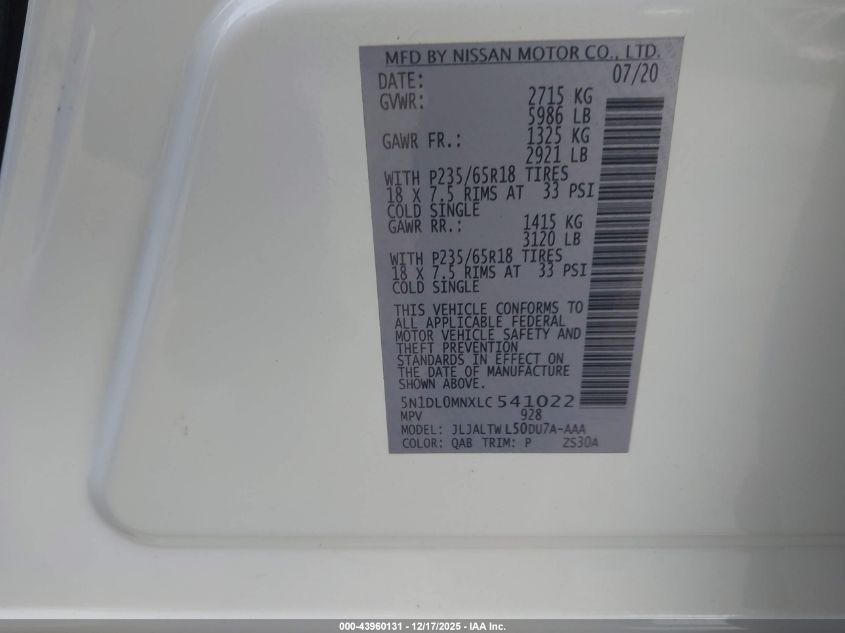 MFD BY NISSAN MOTOR CO., LTD.
DATE: 07/20
GVWR: 2715 KG
5986 LB
GAWR FR.: 1325 KG
2921 LB
WITH P235/65R18 TIRES
18 X 7.5 RIMS AT 33 PSI
COLD SINGLE
GAWR RR.: 1415 KG
3120 LB
WITH P235/65R18 TIRES
18 X 7.5 RIMS AT 33 PSI
COLD SINGLE
THIS VEHICLE CONFORMS TO
ALL APPLICABLE FEDERAL
MOTOR VEHICLE SAFETY AND
THEFT PREVENTION
STANDARDS IN EFFECT ON
THE DATE OF MANUFACTURE
SHOWN ABOVE.
5N1DL0MNXLC541022
MPV 928
MODEL: JLJALTWL50DU7A-AAA
COLOR: QAB TRIM: P ZS30A
000-43960131 - 12/17/2025 - IAA Inc.